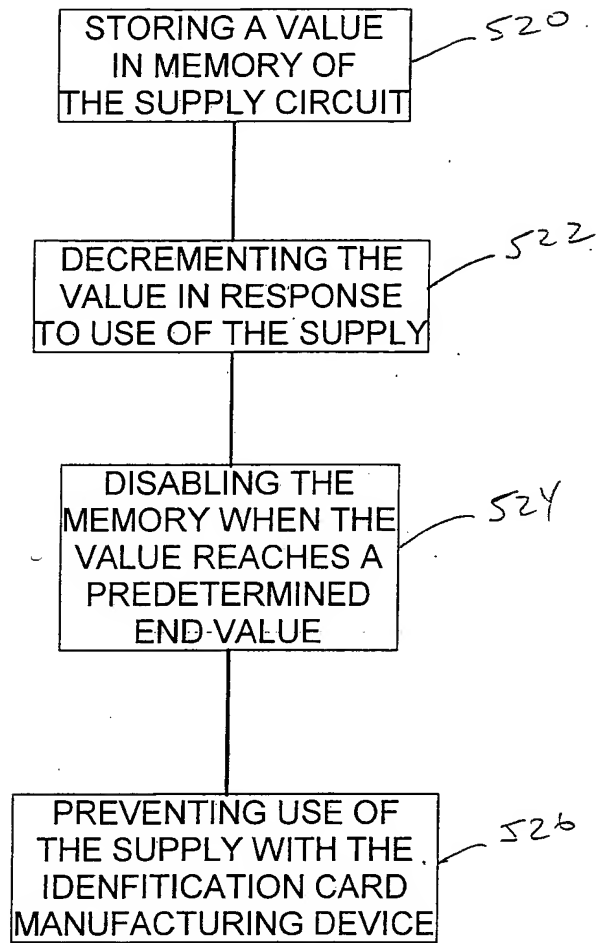 STORING A VALUE
IN MEMORY OF
THE SUPPLY CIRCUIT
520
DECREMENTING THE
VALUE IN RESPONSE
TO USE OF THE SUPPLY
522
DISABLING THE
MEMORY WHEN THE
VALUE REACHES A
PREDETERMINED
END-VALUE
524
PREVENTING USE OF
THE SUPPLY WITH THE
IDENFITICATION CARD
MANUFACTURING DEVICE
526